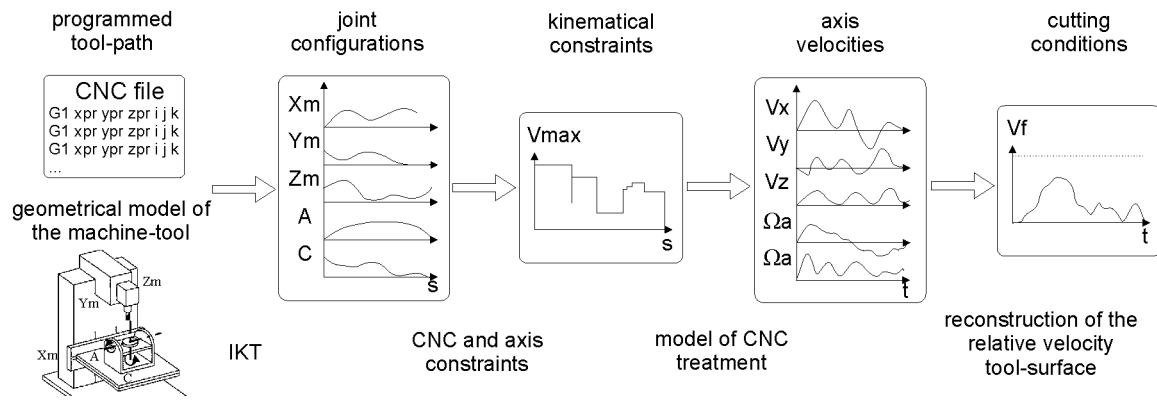 programmed
tool-path
CNC file
G1 xpr ypr zpr i j k
G1 xpr ypr zpr i j k
G1 xpr ypr zpr i j k
...
geometrical model of
the machine-tool
Zm
Ym
Xm
A
C
IKT
joint
configurations
Xm
Ym
Zm
A
C
s
CNC and axis
constraints
kinematical
constraints
Vmax
s
model of CNC
treatment
axis
velocities
Vx
Vy
Vz
Ωa
Ωa
t
cutting
conditions
Vf
t
reconstruction of the
relative velocity
tool-surface